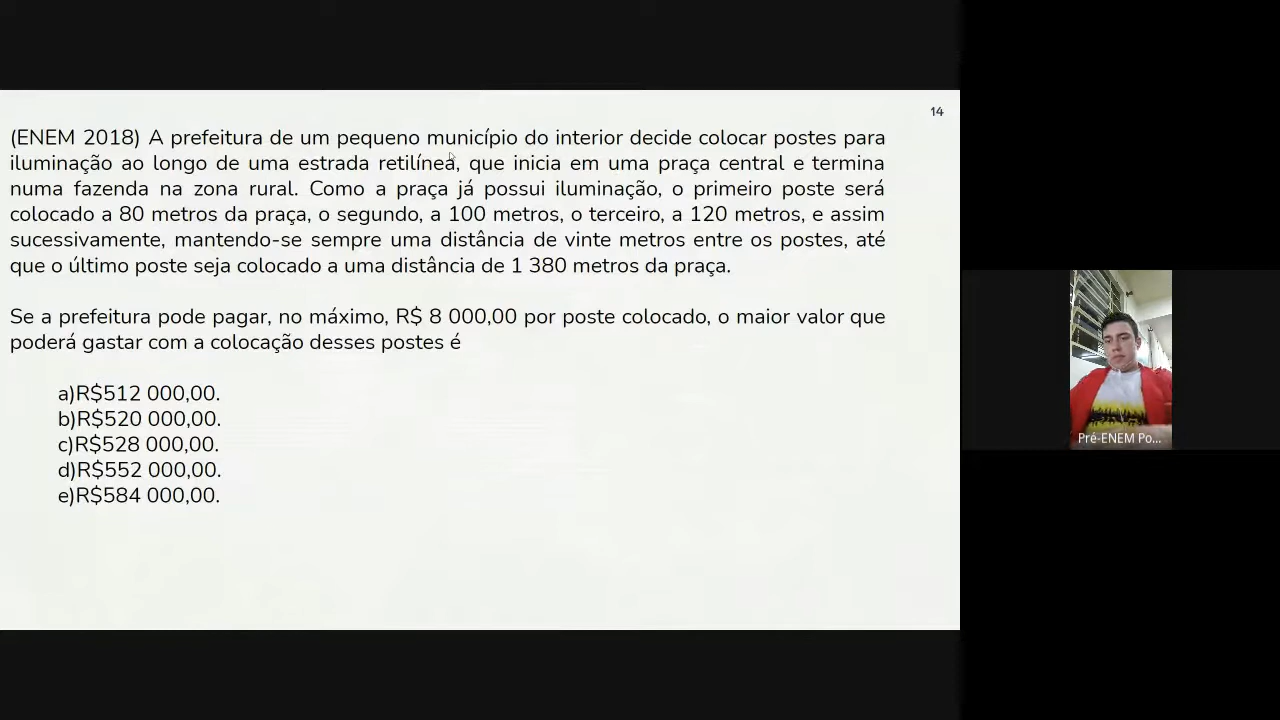 14
(ENEM 2018) A prefeitura de um pequeno município do interior decide colocar postes para
iluminação ao longo de uma estrada retilínea, que inicia em uma praça central e termina
numa fazenda na zona rural. Como a praça já possui iluminação, o primeiro poste será
colocado a 80 metros da praça, o segundo, a 100 metros, o terceiro, a 120 metros, e assim
sucessivamente, mantendo-se sempre uma distância de vinte metros entre os postes, até
que o último poste seja colocado a uma distância de 1 380 metros da praça.
Se a prefeitura pode pagar, no máximo, R$ 8 000,00 por poste colocado, o maior valor que
poderá gastar com a colocação desses postes é
a)R$512 000,00.
b)R$520 000,00.
c)R$528 000,00.
d)R$552 000,00.
e)R$584 000,00.
Pré-ENEM Po...